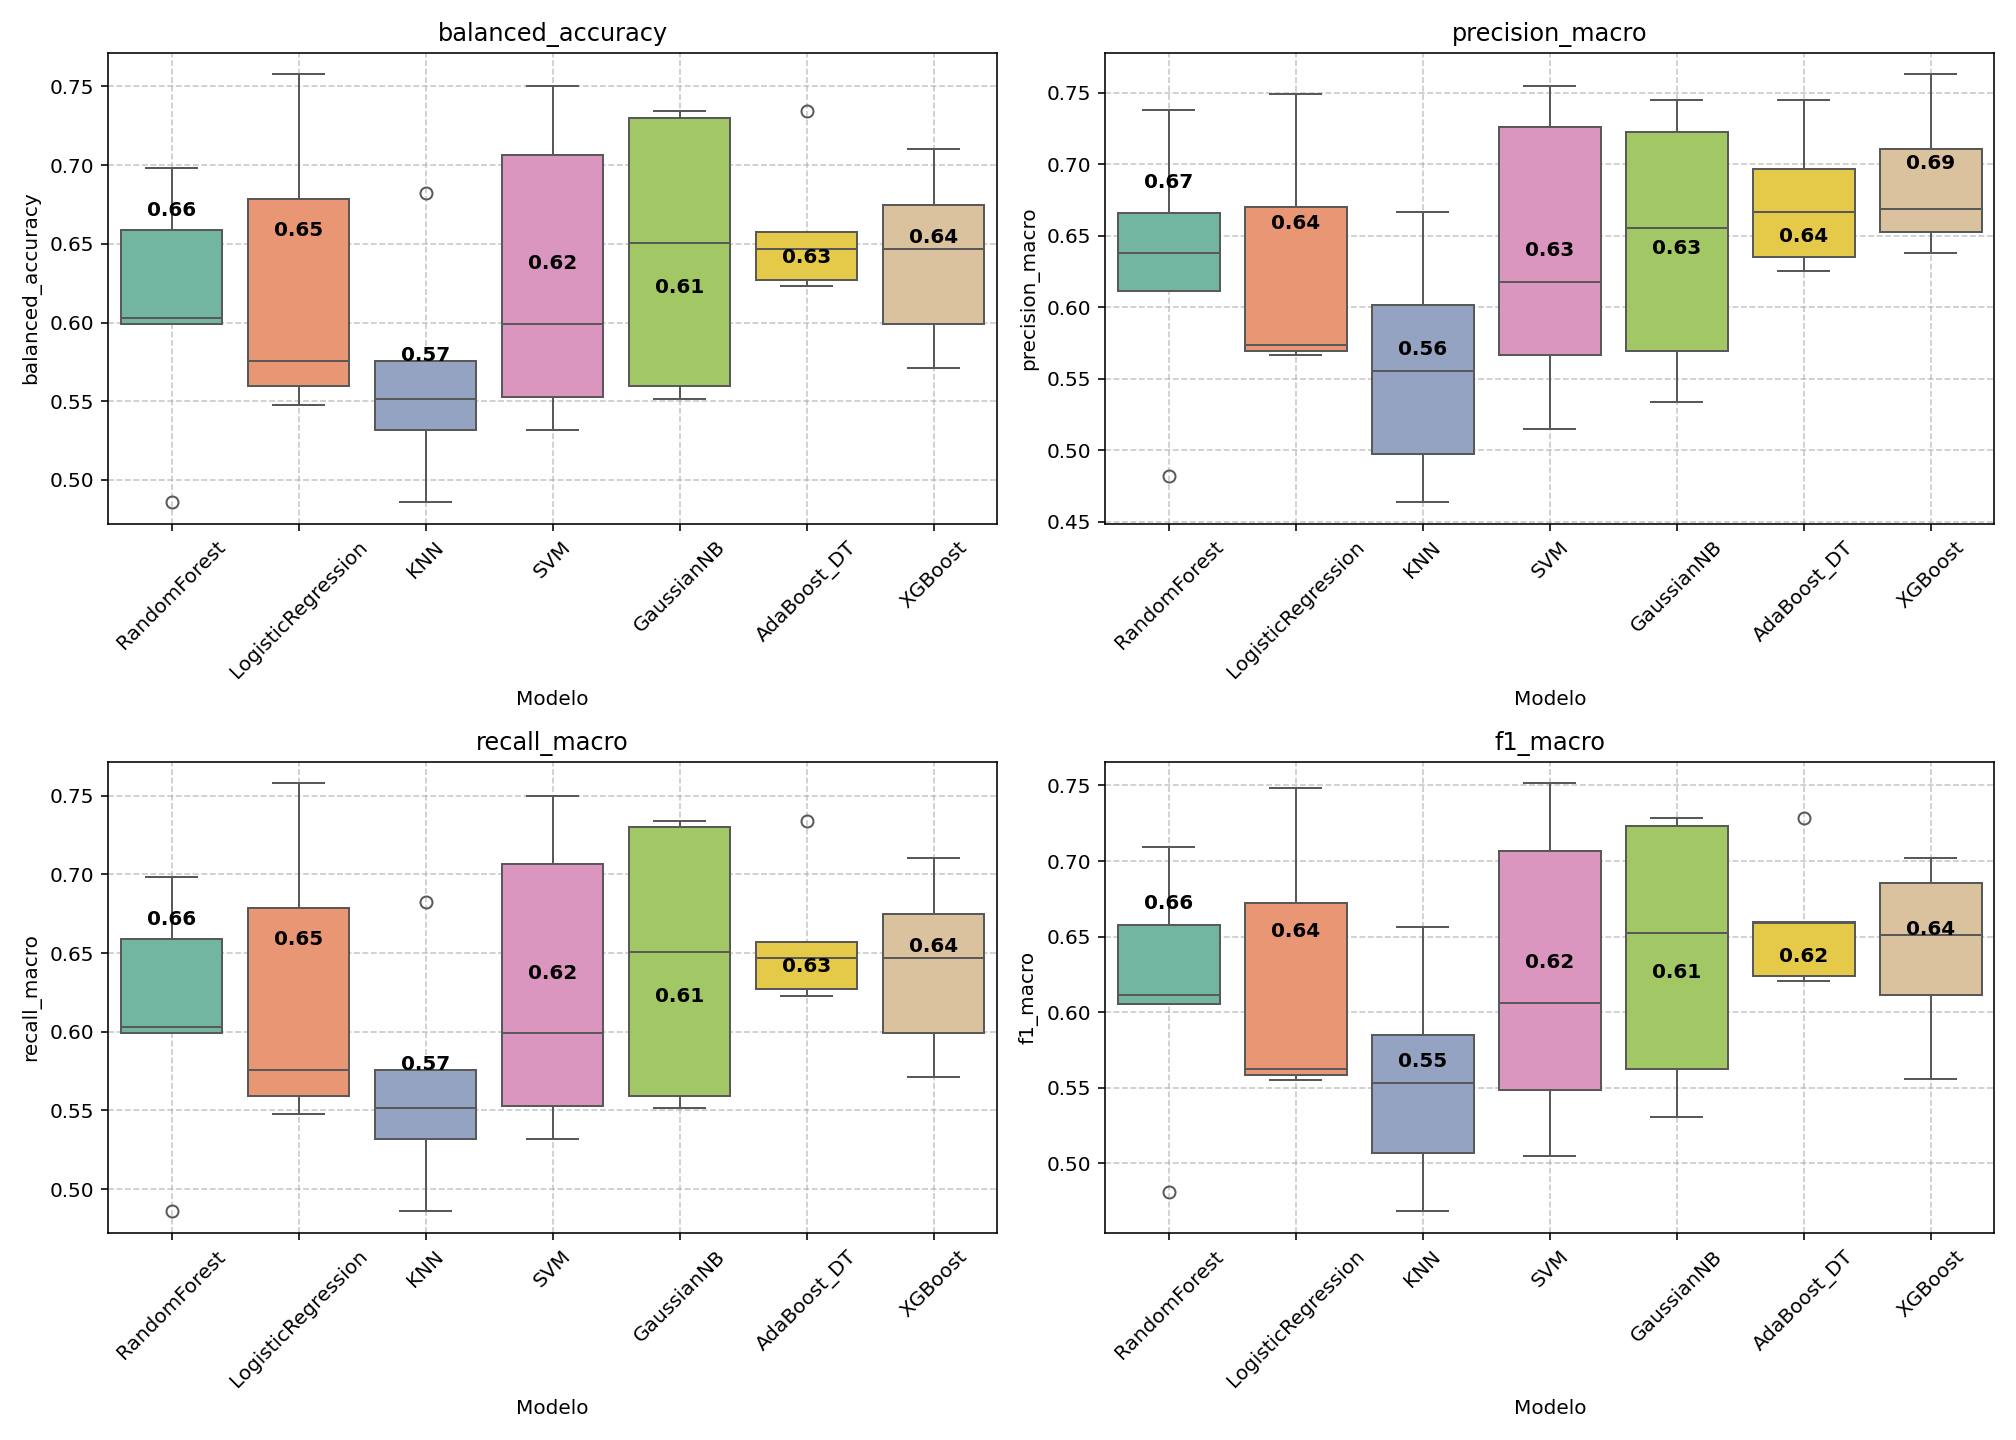 balanced_accuracy
balanced_accuracy
0.75
0.70
0.65
0.60
0.55
0.50
0.66
0.65
0.57
0.62
0.61
0.63
0.64
RandomForest
LogisticRegression
KNN
SVM
GaussianNB
AdaBoost_DT
XGBoost
Modelo
precision_macro
precision_macro
0.75
0.70
0.65
0.60
0.55
0.50
0.45
0.67
0.64
0.56
0.63
0.63
0.64
0.69
RandomForest
LogisticRegression
KNN
SVM
GaussianNB
AdaBoost_DT
XGBoost
Modelo
recall_macro
recall_macro
0.75
0.70
0.65
0.60
0.55
0.50
0.66
0.65
0.57
0.62
0.61
0.63
0.64
RandomForest
LogisticRegression
KNN
SVM
GaussianNB
AdaBoost_DT
XGBoost
Modelo
f1_macro
f1_macro
0.75
0.70
0.65
0.60
0.55
0.50
0.66
0.64
0.55
0.62
0.61
0.62
0.64
RandomForest
LogisticRegression
KNN
SVM
GaussianNB
AdaBoost_DT
XGBoost
Modelo